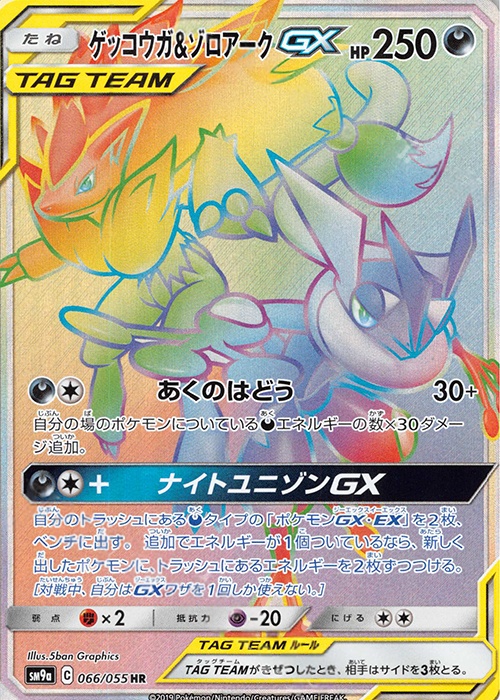 たね ゲッコウガ&ゾロアークGX HP 250
TAG TEAM
あくのはどう 30+
自分の場のポケモンについているエネルギーの数×30ダメージ追加。
+ ナイトユニゾンGX
自分のトラッシュにあるタイプの「ポケモンGX・EX」を2枚、
ベンチに出す。追加でエネルギーが1個ついているなら、新しく
出したポケモンに、トラッシュにあるエネルギーを2枚ずつつける。
[対戦中、自分はGXワザを1回しか使えない。]
弱点 ×2 抵抗力 -20 にげる
Illus.5ban Graphics
TAG TEAM ルール
SM9a C 066/055 HR
TAG TEAMがきぜつしたとき、相手はサイドを3枚とる。
©2019 Pokémon/Nintendo/Creatures/GAMEFREAK